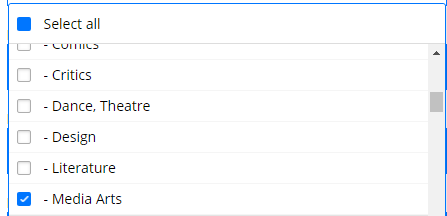 Select all
- Comics
- Critics
- Dance, Theatre
- Design
- Literature
- Media Arts